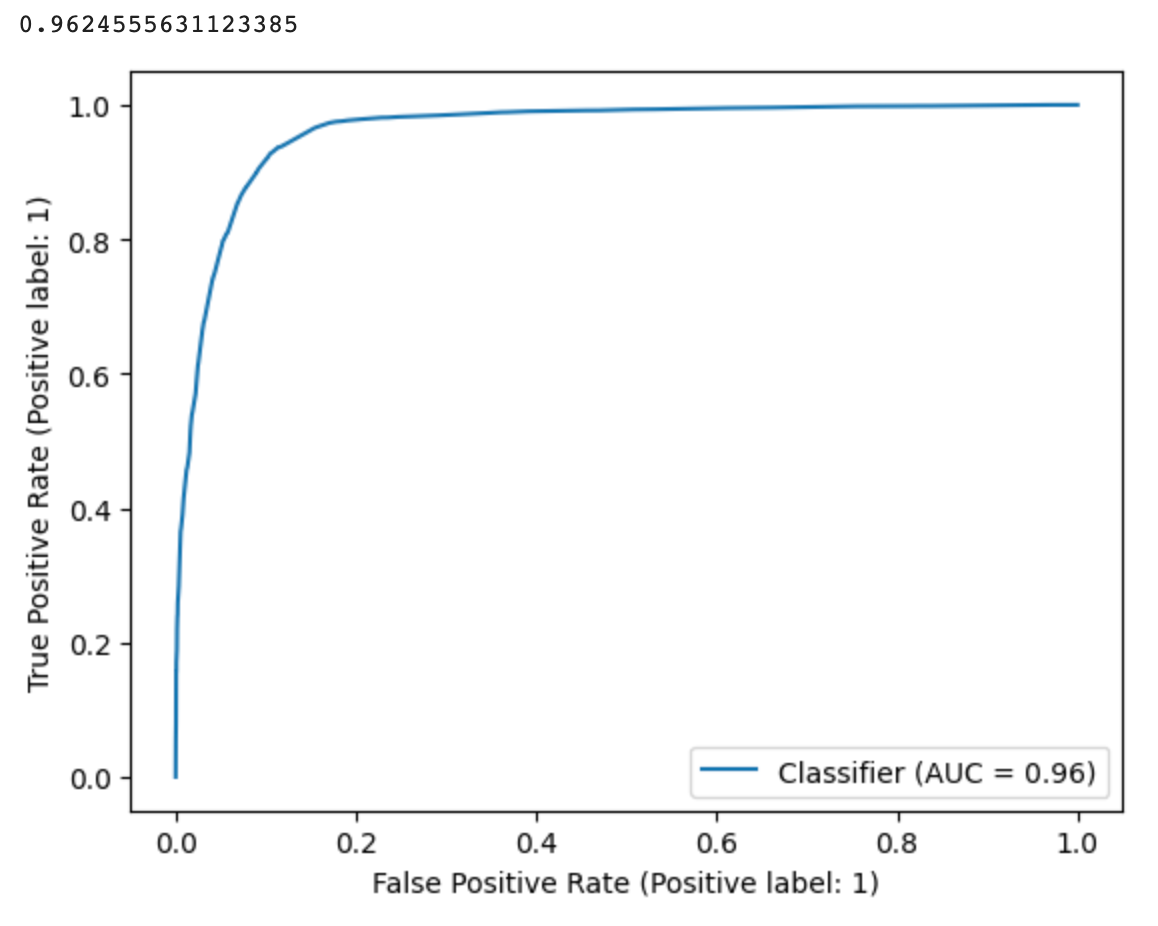 0.9624555631123385
1.0
0.8
0.6
0.4
0.2
0.0
True Positive Rate (Positive label: 1)
Classifier (AUC = 0.96)
0.0 0.2 0.4 0.6 0.8 1.0
False Positive Rate (Positive label: 1)